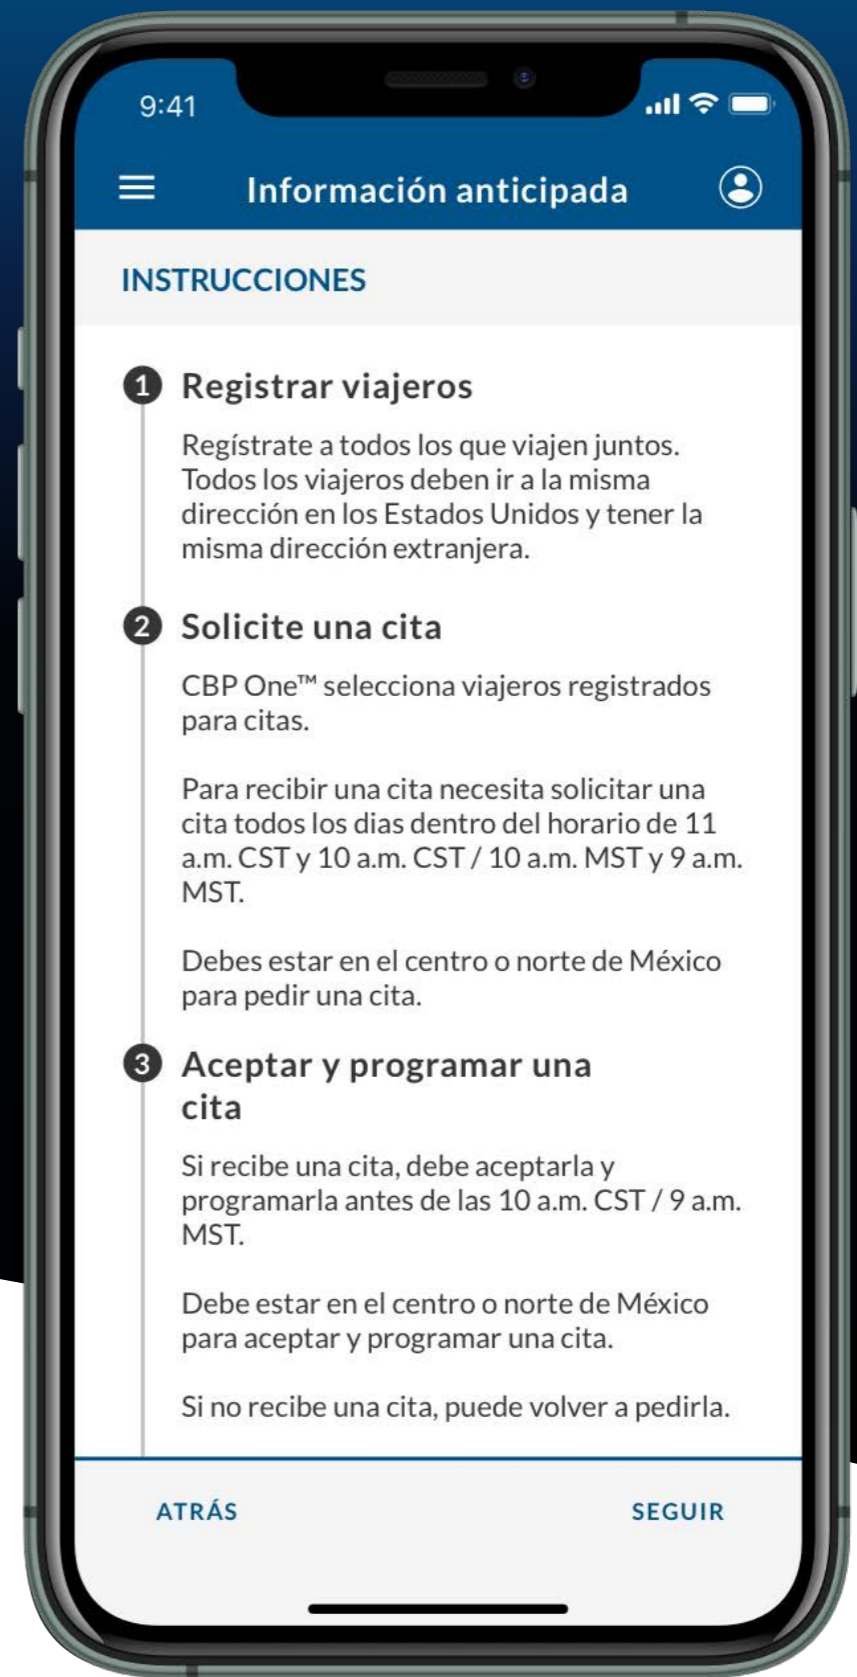 9:41
Información anticipada
INSTRUCCIONES
1 Registrar viajeros
Regístrate a todos los que viajen juntos.
Todos los viajeros deben ir a la misma
dirección en los Estados Unidos y tener la
misma dirección extranjera.
2 Solicite una cita
CBP One™ selecciona viajeros registrados
para citas.
Para recibir una cita necesita solicitar una
cita todos los dias dentro del horario de 11
a.m. CST y 10 a.m. CST / 10 a.m. MST y 9 a.m.
MST.
Debes estar en el centro o norte de México
para pedir una cita.
3 Aceptar y programar una
cita
Si recibe una cita, debe aceptarla y
programarla antes de las 10 a.m. CST / 9 a.m.
MST.
Debe estar en el centro o norte de México
para aceptar y programar una cita.
Si no recibe una cita, puede volver a pedirla.
ATRÁS SEGUIR